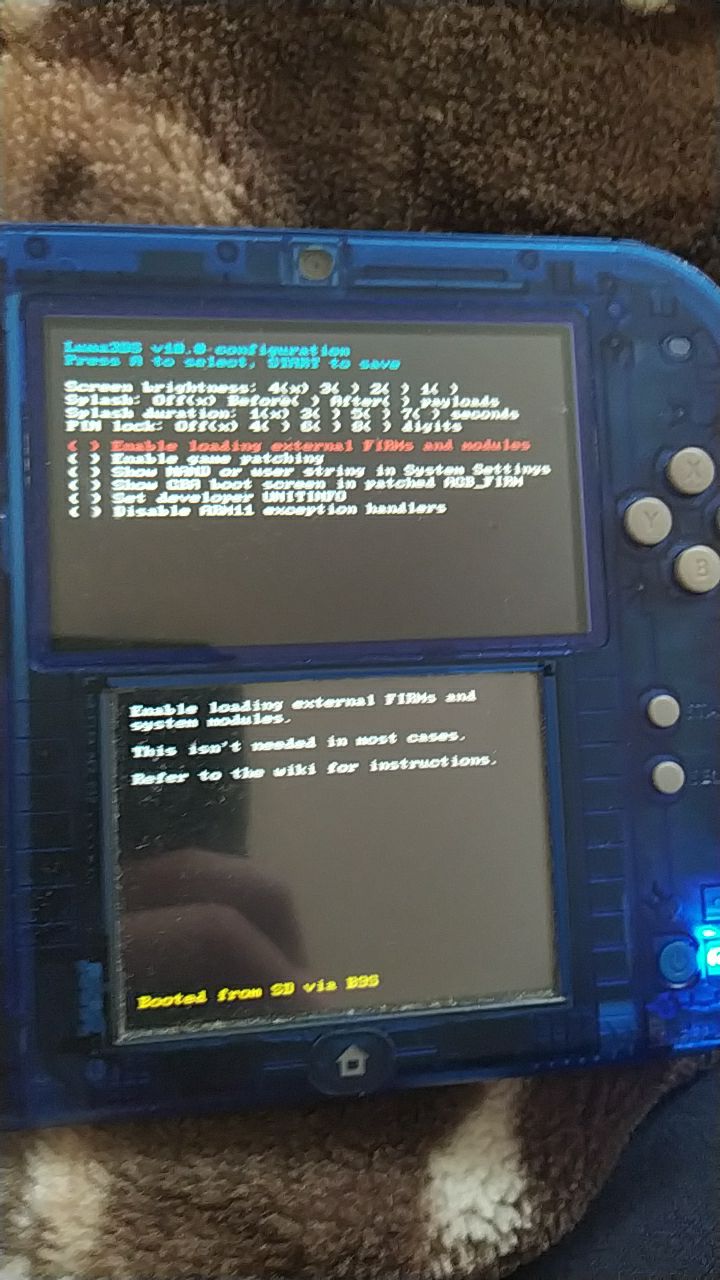 Luma3DS v10.0 configuration
Press A to select, START to save
Screen brightness: 4(x) 3( ) 2( ) 1( )
Splash: Off(x) Before( ) After( ) payloads
Splash duration: 1(x) 3( ) 5( ) 7( ) seconds
PIN lock: Off(x) 4( ) 6( ) 8( ) digits
( ) Enable loading external FIRMs and modules
( ) Enable game patching
( ) Show NAND or user string in System Settings
( ) Show GBA boot screen in patched AGB_FIRM
( ) Set developer UNITINFO
( ) Disable ARM11 exception handlers
X
Y
B
Enable loading external FIRMs and
system modules.
This isn't needed in most cases.
Refer to the wiki for instructions.
Booted from SD via B9S